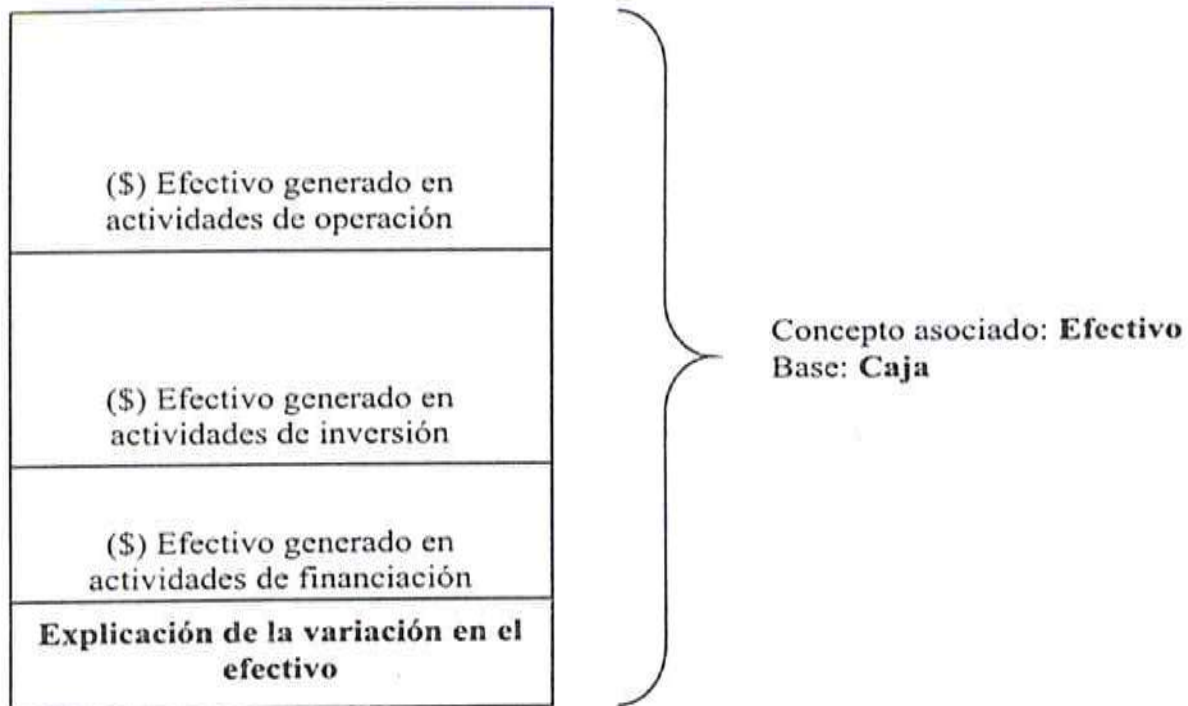 ($) Efectivo generado en
actividades de operación
($) Efectivo generado en
actividades de inversión
($) Efectivo generado en
actividades de financiación
Explicación de la variación en el
efectivo
Concepto asociado: Efectivo
Base: Caja